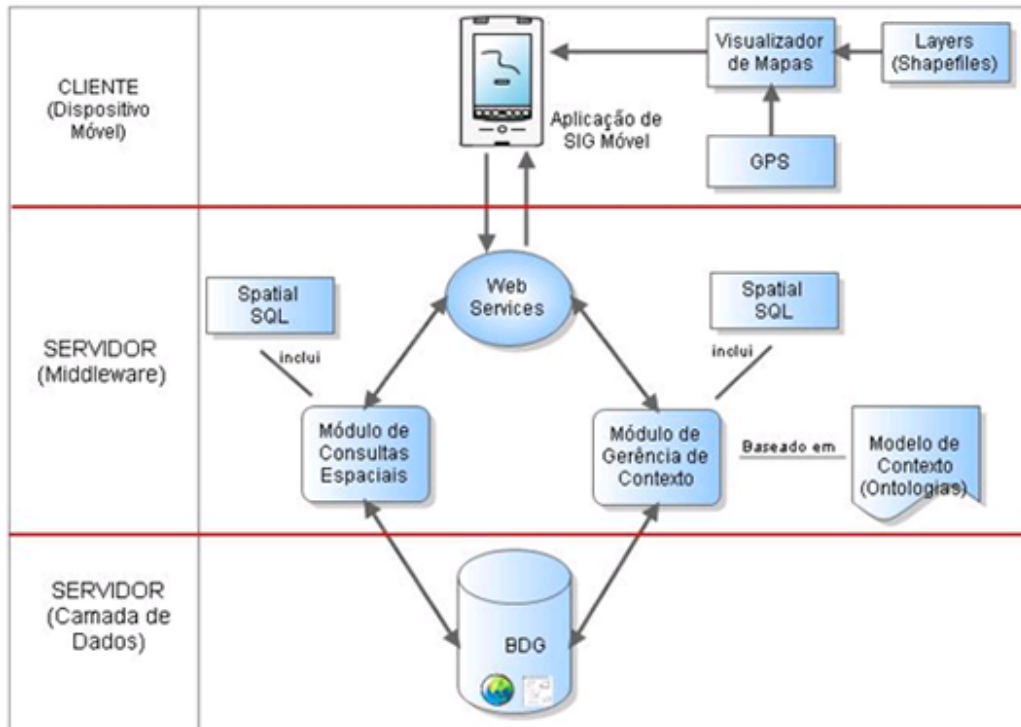 CLIENTE
(Dispositivo
Móvel)
Aplicação de
SIG Móvel
Visualizador
de Mapas
Layers
(Shapefiles)
GPS
SERVIDOR
(Middleware)
Spatial
SQL
inclui
Web
Services
Spatial
SQL
inclui
Módulo de
Consultas
Espaciais
Módulo de
Gerência de
Contexto
Baseado em
Modelo de
Contexto
(Ontologias)
SERVIDOR
(Camada de
Dados)
BDG